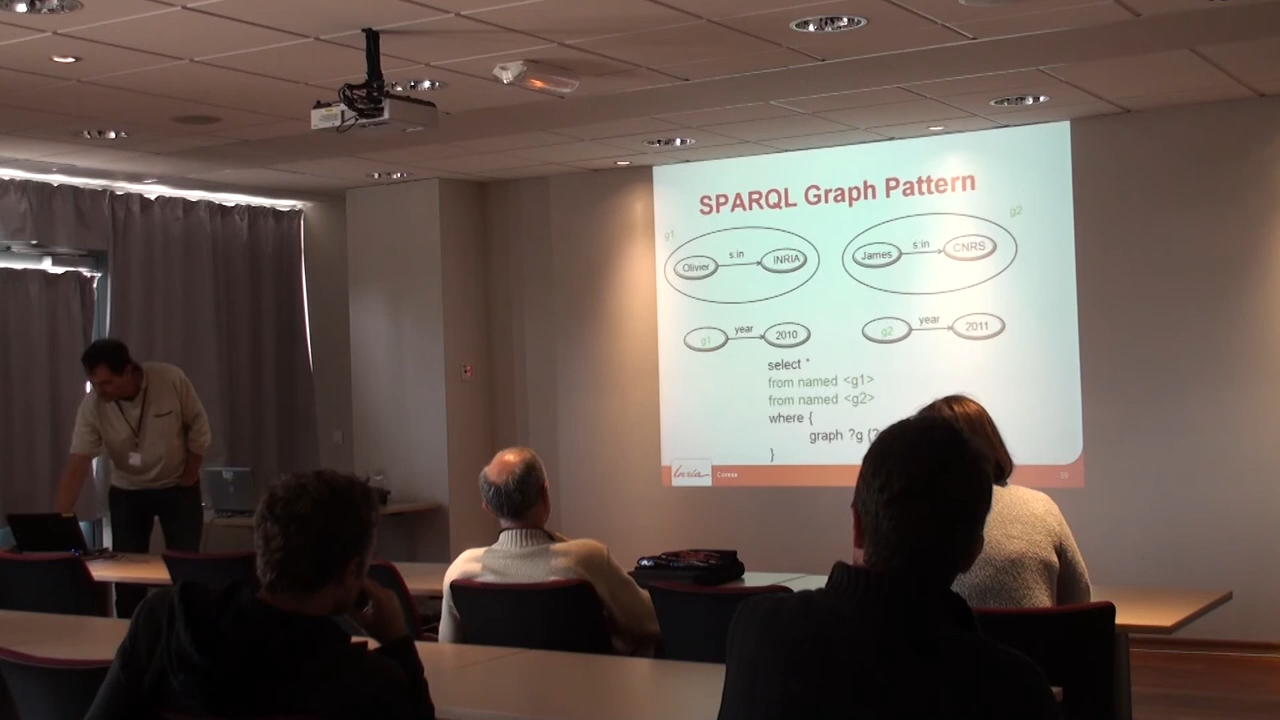 SPARQL Graph Pattern
g1
g2
Olivier s:in INRIA
James s:in CNRS
g1 year 2010
g2 year 2011
select *
from named <g1>
from named <g2>
where {
graph ?g {?
}
Inria
Corese
39